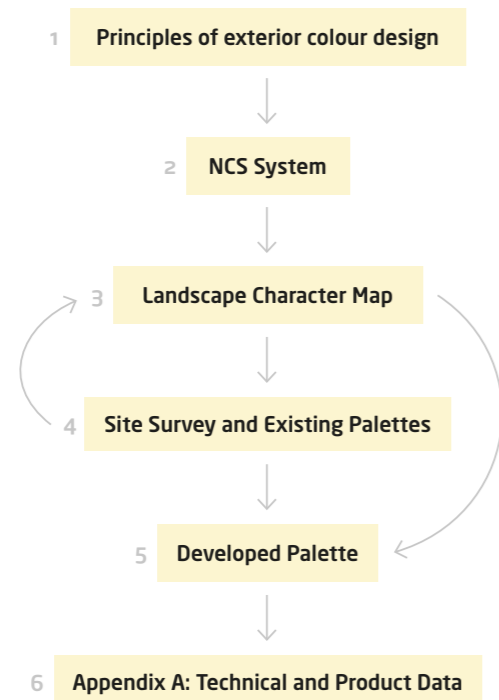 1 Principles of exterior colour design
2 NCS System
3 Landscape Character Map
4 Site Survey and Existing Palettes
5 Developed Palette
6 Appendix A: Technical and Product Data